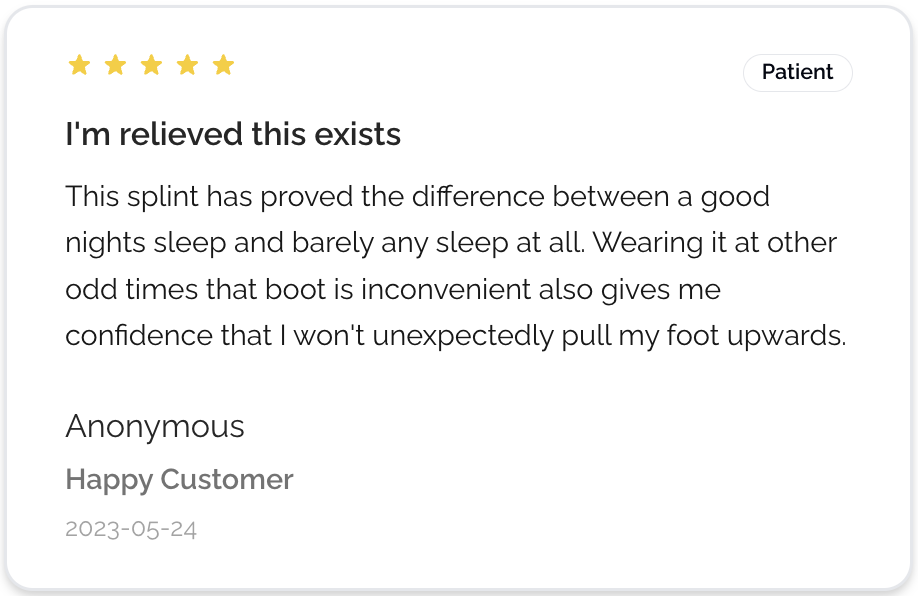 Patient
I'm relieved this exists
This splint has proved the difference between a good
nights sleep and barely any sleep at all. Wearing it at other
odd times that boot is inconvenient also gives me
confidence that I won't unexpectedly pull my foot upwards.
Anonymous
Happy Customer
2023-05-24